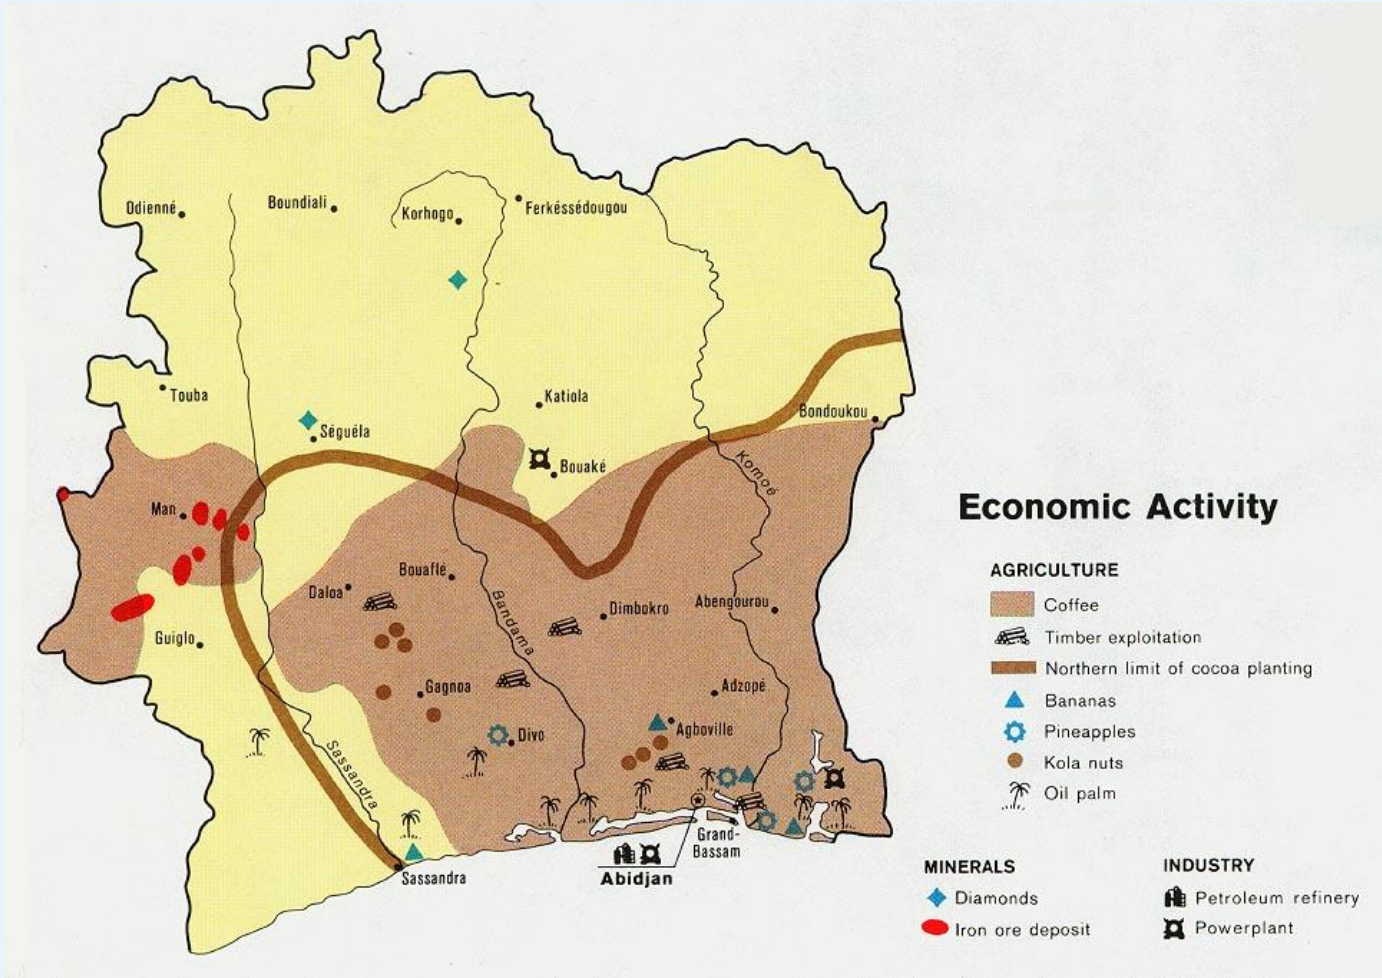 Odienné
Boundiali
Korhogo
Ferkéssédougou
Touba
Séguéla
Katiola
Bondoukou
Bouaké
Komoé
Man
Bouaflé
Daloa
Bandama
Dimbokro
Abengourou
Guiglo
Gagnoa
Adzopé
Divo
Agboville
Sassandra
Grand-
Bassam
Abidjan
Sassandra
Economic Activity
AGRICULTURE
Coffee
Timber exploitation
Northern limit of cocoa planting
Bananas
Pineapples
Kola nuts
Oil palm
MINERALS
Diamonds
Iron ore deposit
INDUSTRY
Petroleum refinery
Powerplant